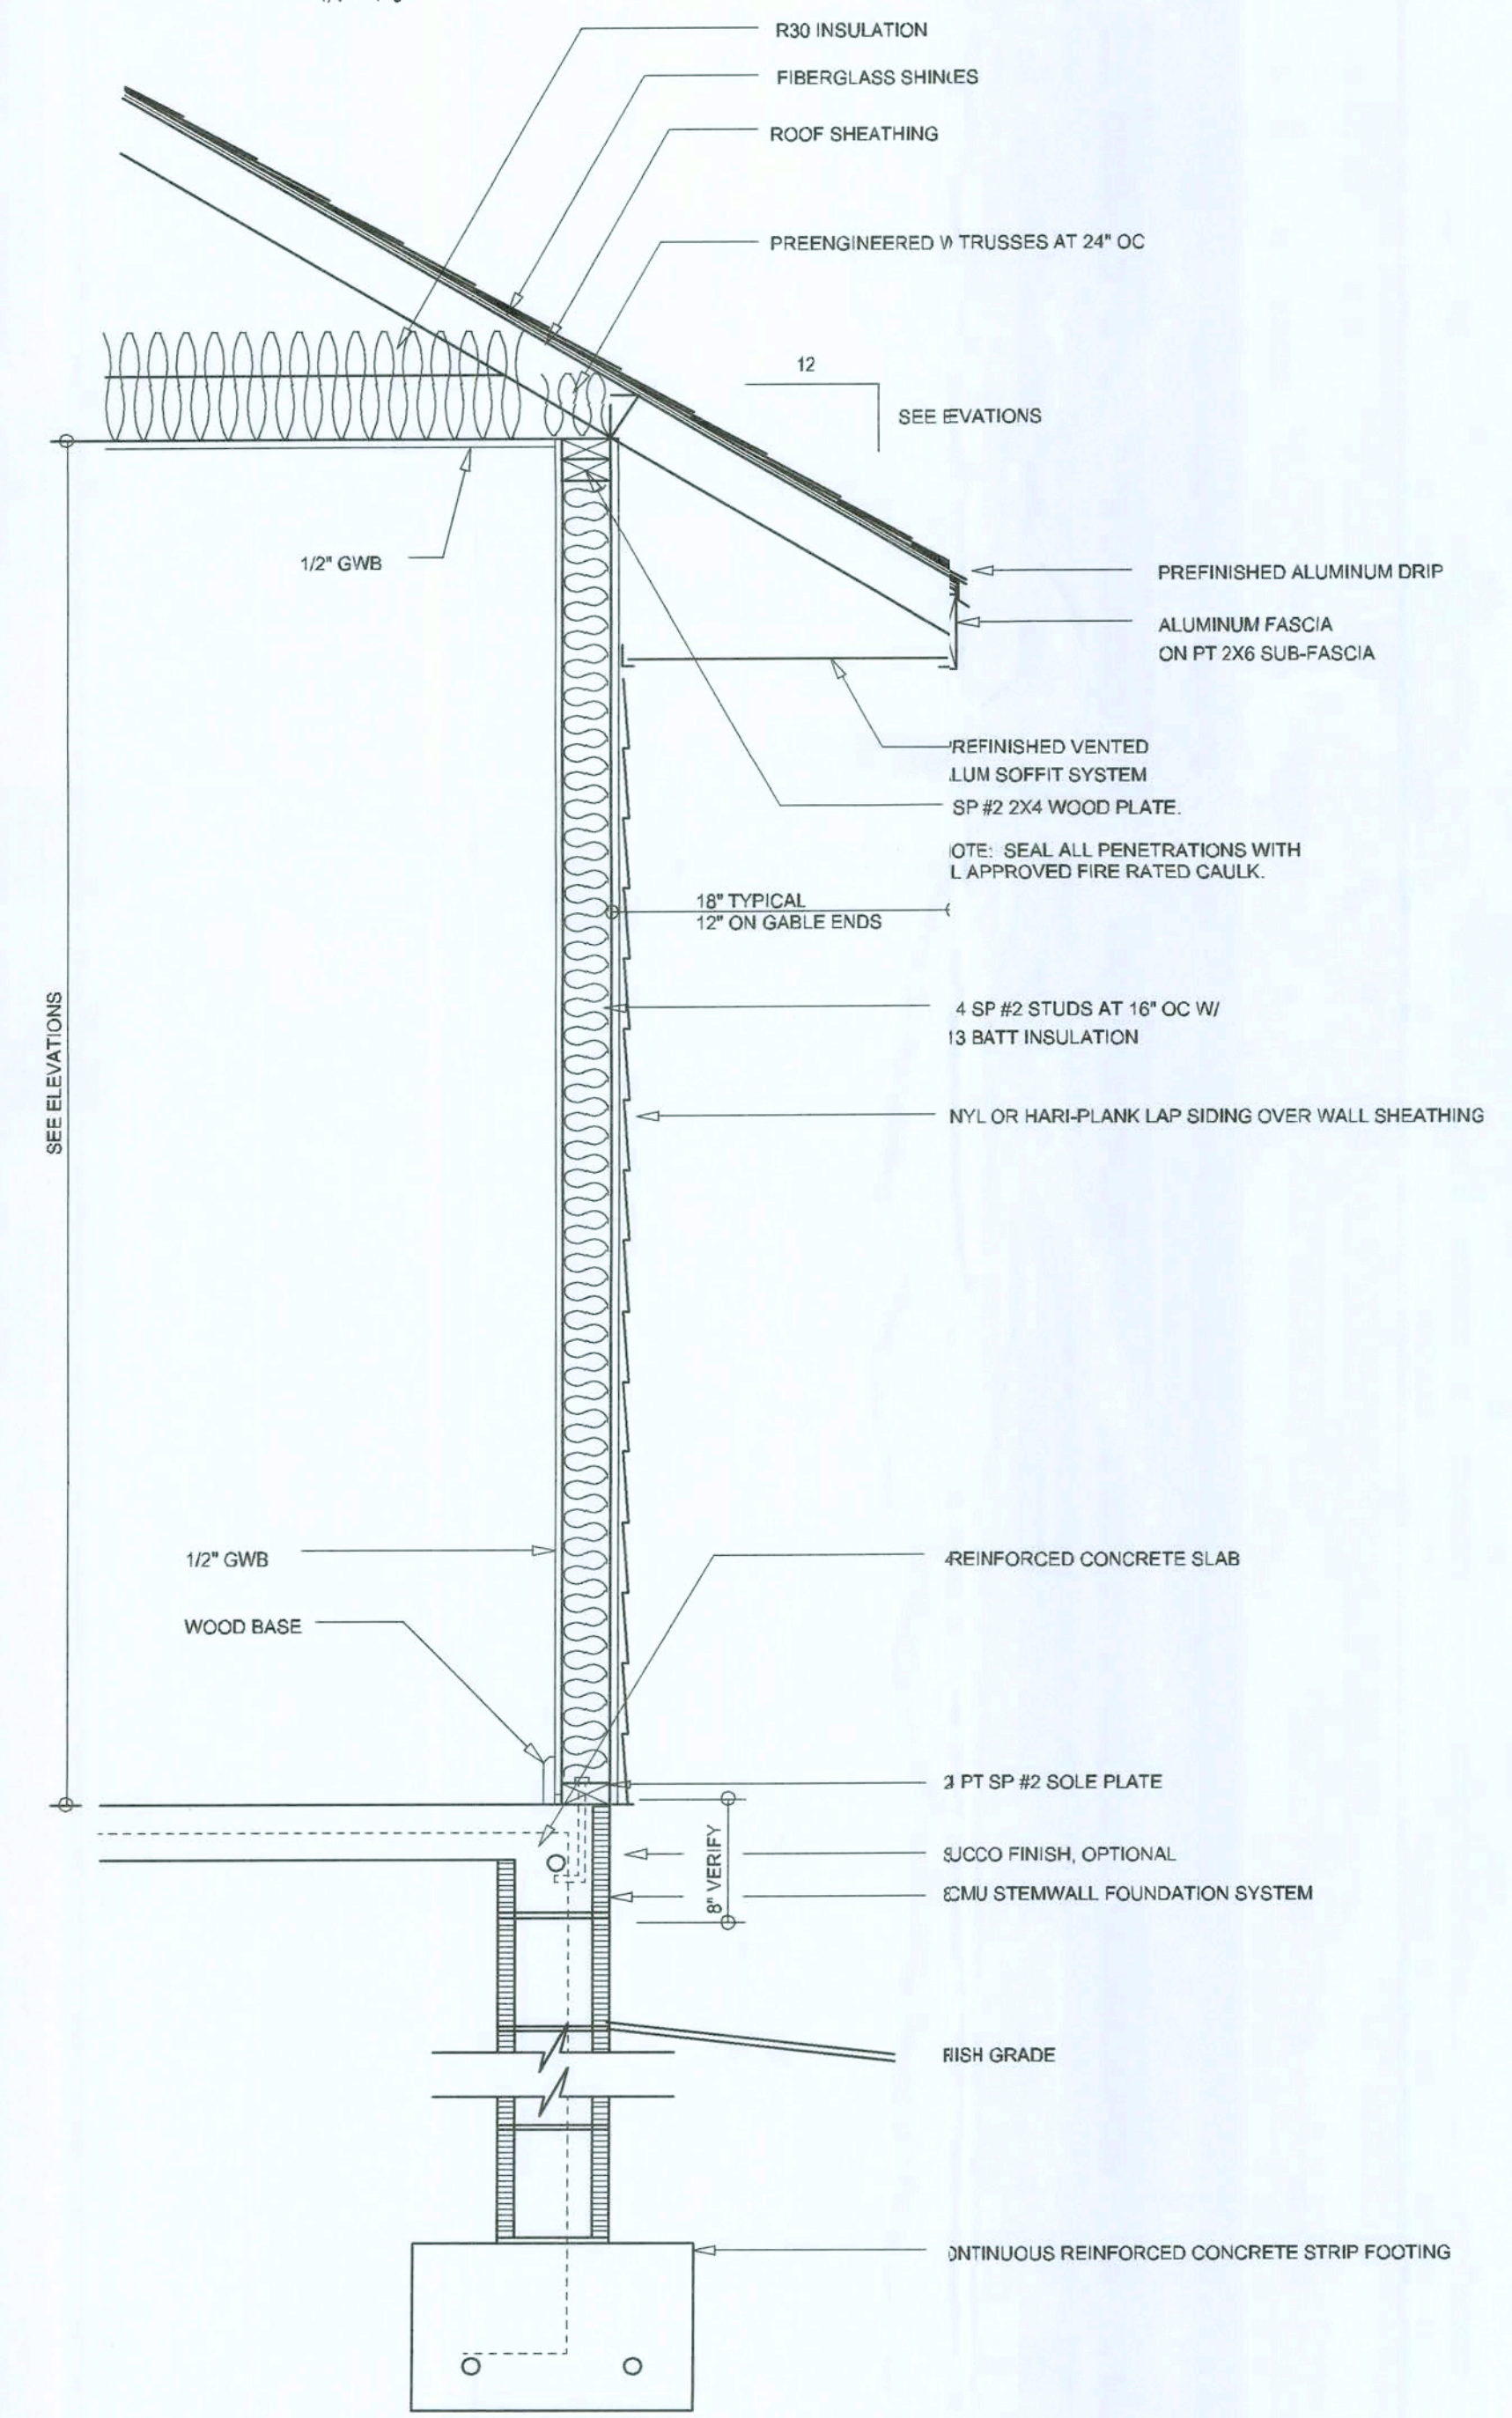 R30 INSULATION
FIBERGLASS SHINES
ROOF SHEATHING
PREENGINEERED W TRUSSES AT 24" OC
12
SEE EVATIONS
1/2" GWB
PREFINISHED ALUMINUM DRIP
ALUMINUM FASCIA
ON PT 2X6 SUB-FASCIA
REFINISHED VENTED
LUM SOFFIT SYSTEM
SP #2 2X4 WOOD PLATE.
OTE: SEAL ALL PENETRATIONS WITH
L APPROVED FIRE RATED CAULK.
18" TYPICAL
12" ON GABLE ENDS
SEE ELEVATIONS
4 SP #2 STUDS AT 16" OC W/
13 BATT INSULATION
NYL OR HARI-PLANK LAP SIDING OVER WALL SHEATHING
1/2" GWB
REINFORCED CONCRETE SLAB
WOOD BASE
PT SP #2 SOLE PLATE
8" VERIFY
UCCO FINISH, OPTIONAL
CMU STEMWALL FOUNDATION SYSTEM
ISH GRADE
ONTINUOUS REINFORCED CONCRETE STRIP FOOTING